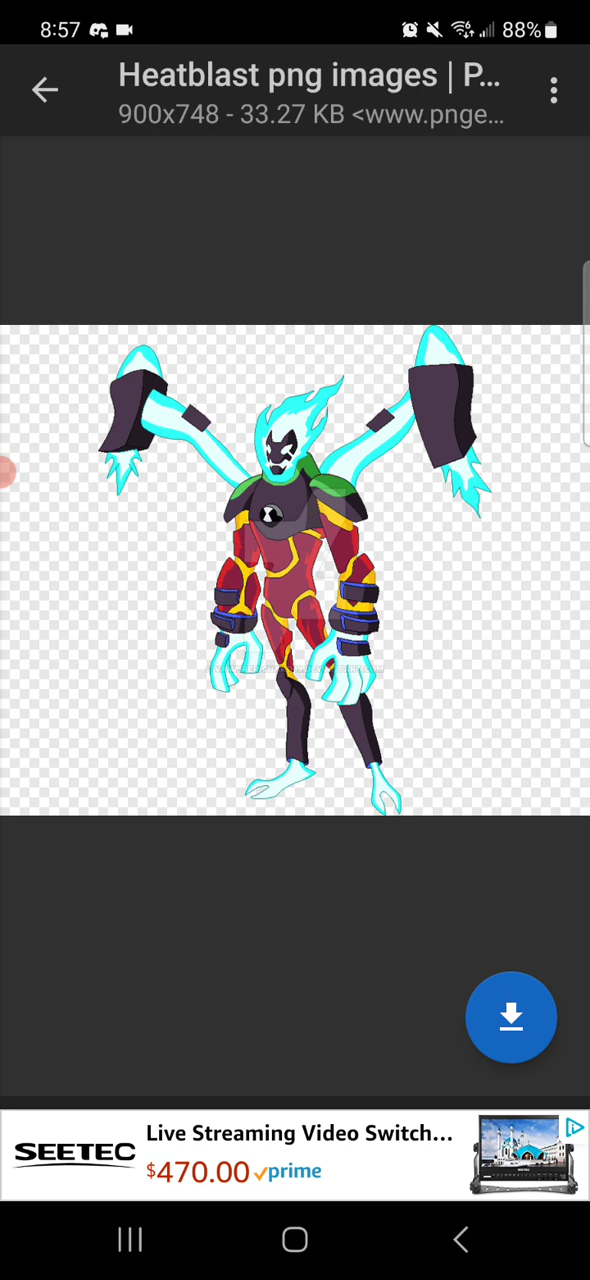 8:57
88%
Heatblast png images | P...
900x748 - 33.27 KB <www.pnge...
SEETEC
Live Streaming Video Switch...
$470.00 prime